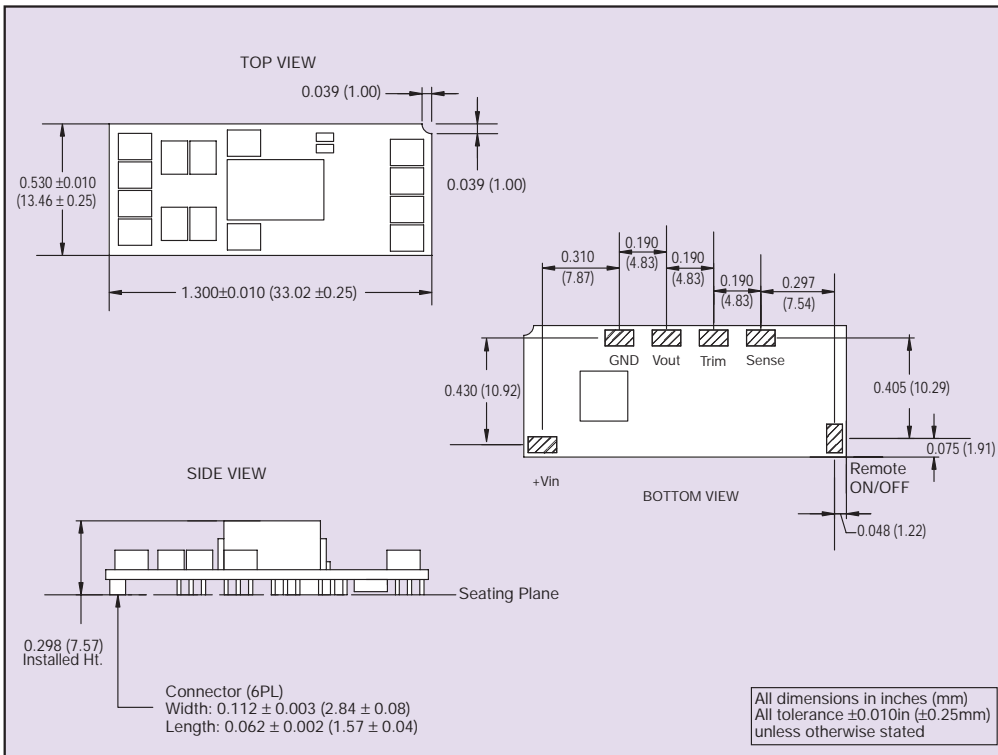 TOP VIEW
0.039 (1.00)
0.530 ±0.010
(13.46 ± 0.25)
0.039 (1.00)
1.300±0.010 (33.02 ±0.25)
0.310
(7.87)
0.190
(4.83)
0.190
(4.83)
0.190
(4.83)
0.297
(7.54)
GND Vout Trim Sense
0.430 (10.92)
0.405 (10.29)
0.075 (1.91)
+Vin
BOTTOM VIEW
Remote
ON/OFF
0.048 (1.22)
SIDE VIEW
Seating Plane
0.298 (7.57)
Installed Ht.
Connector (6PL)
Width: 0.112 ± 0.003 (2.84 ± 0.08)
Length: 0.062 ± 0.002 (1.57 ± 0.04)
All dimensions in inches (mm)
All tolerance ±0.010in (±0.25mm)
unless otherwise stated